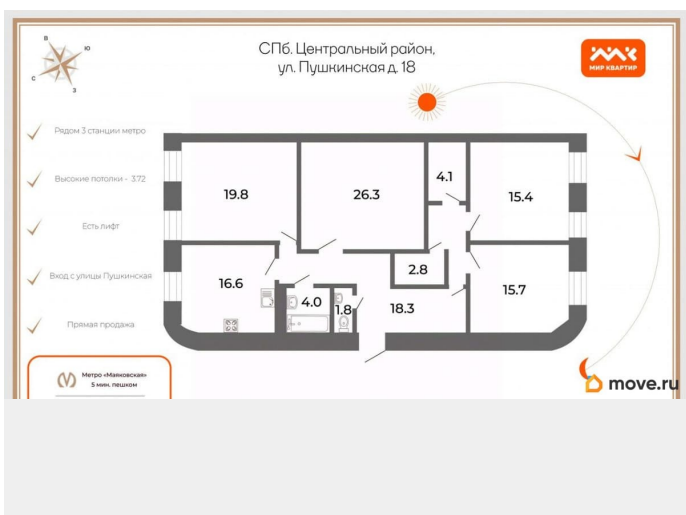 В
Ю
С
З
СПб. Центральный район,
ул. Пушкинская д. 18
МИР КВАРТИР
Рядом 3 станции метро
Высокие потолки - 3.72
Есть лифт
Вход с улицы Пушкинская
Прямая продажа
19.8
26.3
4.1
15.4
16.6
4.0
1.8
2.8
18.3
15.7
Метро «Маяковская»
5 мин. пешком
move.ru